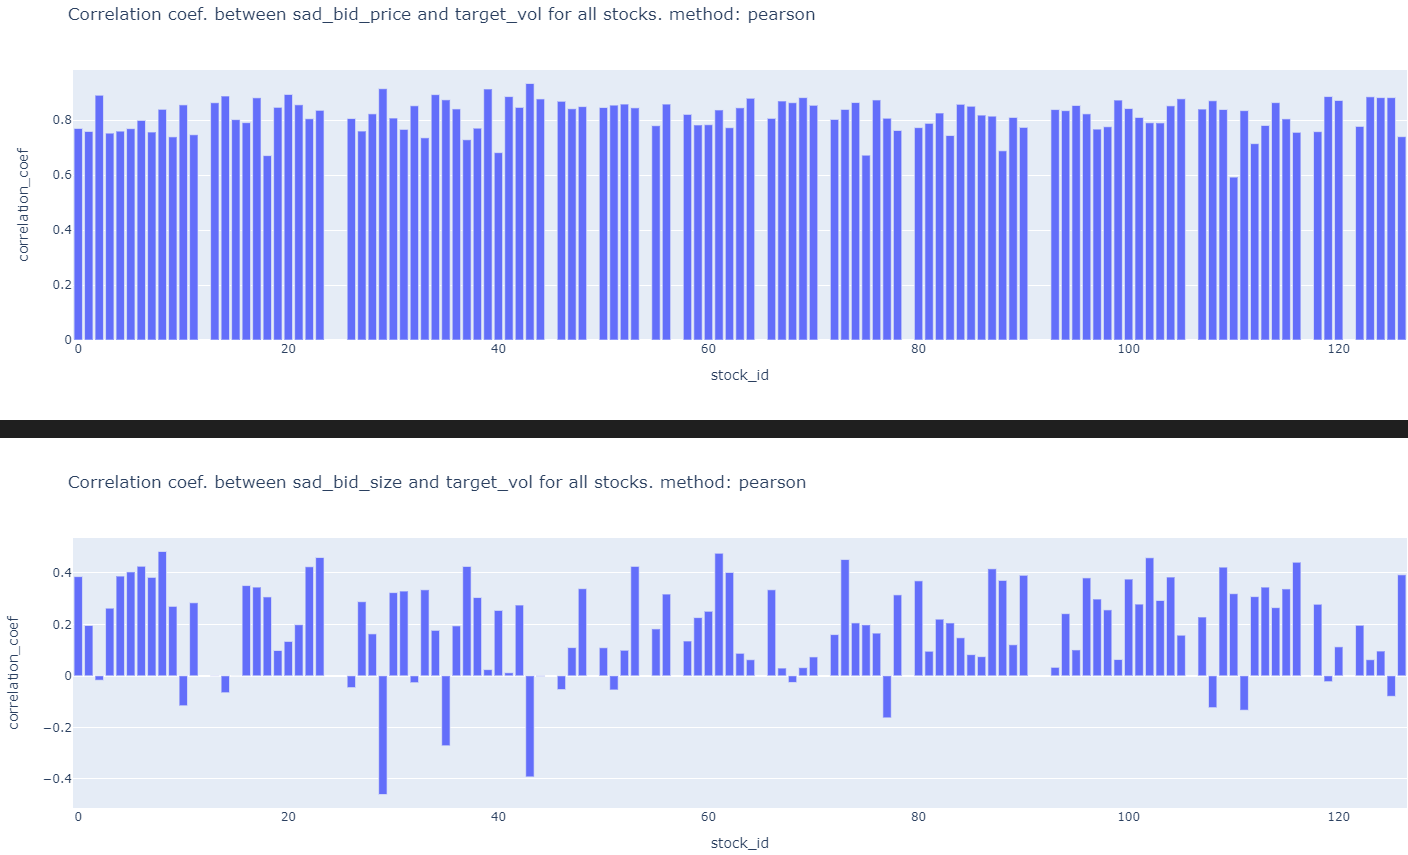 Correlation coef. between sad_bid_price and target_vol for all stocks. method: pearson
correlation_coef
0.8
0.6
0.4
0.2
0
0 20 40 60 80 100 120
stock_id
Correlation coef. between sad_bid_size and target_vol for all stocks. method: pearson
correlation_coef
0.4
0.2
0
−0.2
−0.4
0 20 40 60 80 100 120
stock_id